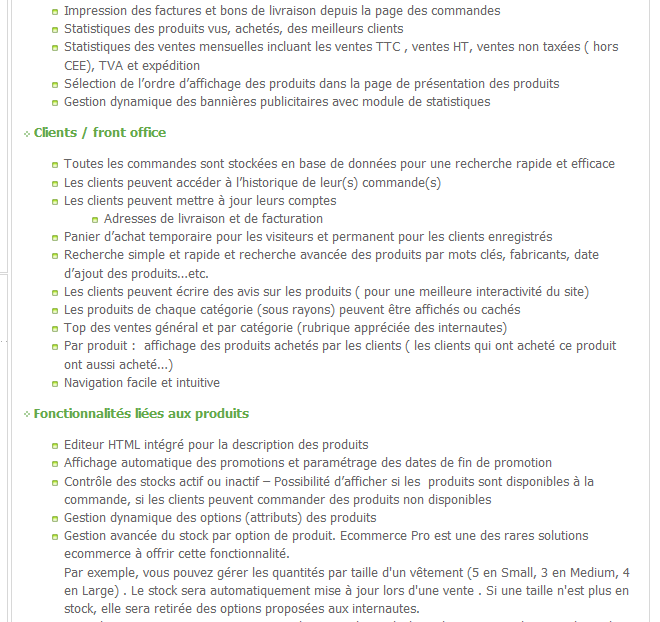 Impression des factures et bons de livraison depuis la page des commandes
Statistiques des produits vus, achetés, des meilleurs clients
Statistiques des ventes mensuelles incluant les ventes TTC , ventes HT, ventes non taxées ( hors
CEE), TVA et expédition
Sélection de l'ordre d'affichage des produits dans la page de présentation des produits
Gestion dynamique des bannières publicitaires avec module de statistiques
Clients / front office
Toutes les commandes sont stockées en base de données pour une recherche rapide et efficace
Les clients peuvent accéder à l'historique de leur(s) commande(s)
Les clients peuvent mettre à jour leurs comptes
Adresses de livraison et de facturation
Panier d'achat temporaire pour les visiteurs et permanent pour les clients enregistrés
Recherche simple et rapide et recherche avancée des produits par mots clés, fabricants, date
d'ajout des produits...etc.
Les clients peuvent écrire des avis sur les produits ( pour une meilleure interactivité du site)
Les produits de chaque catégorie (sous rayons) peuvent être affichés ou cachés
Top des ventes général et par catégorie (rubrique appréciée des internautes)
Par produit :  affichage des produits achetés par les clients ( les clients qui ont acheté ce produit
ont aussi acheté...)
Navigation facile et intuitive
Fonctionnalités liées aux produits
Editeur HTML intégré pour la description des produits
Affichage automatique des promotions et paramétrage des dates de fin de promotion
Contrôle des stocks actif ou inactif – Possibilité d'afficher si les  produits sont disponibles à la
commande, si les clients peuvent commander des produits non disponibles
Gestion dynamique des options (attributs) des produits
Gestion avancée du stock par option de produit. Ecommerce Pro est une des rares solutions
ecommerce à offrir cette fonctionnalité.
Par exemple, vous pouvez gérer les quantités par taille d'un vêtement (5 en Small, 3 en Medium, 4
en Large) . Le stock sera automatiquement mise à jour lors d'une vente . Si une taille n'est plus en
stock, elle sera retirée des options proposées aux internautes.